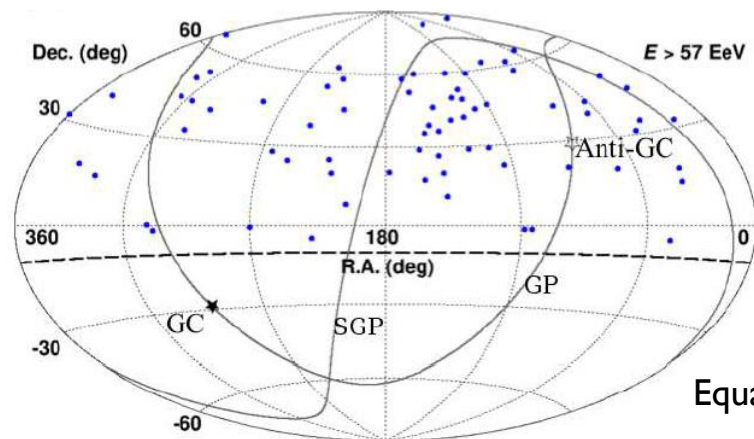 60
Dec. (deg)
E > 57 EeV
30
Anti-GC
360
180
0
R.A. (deg)
GP
GC
SGP
-30
Equa
-60